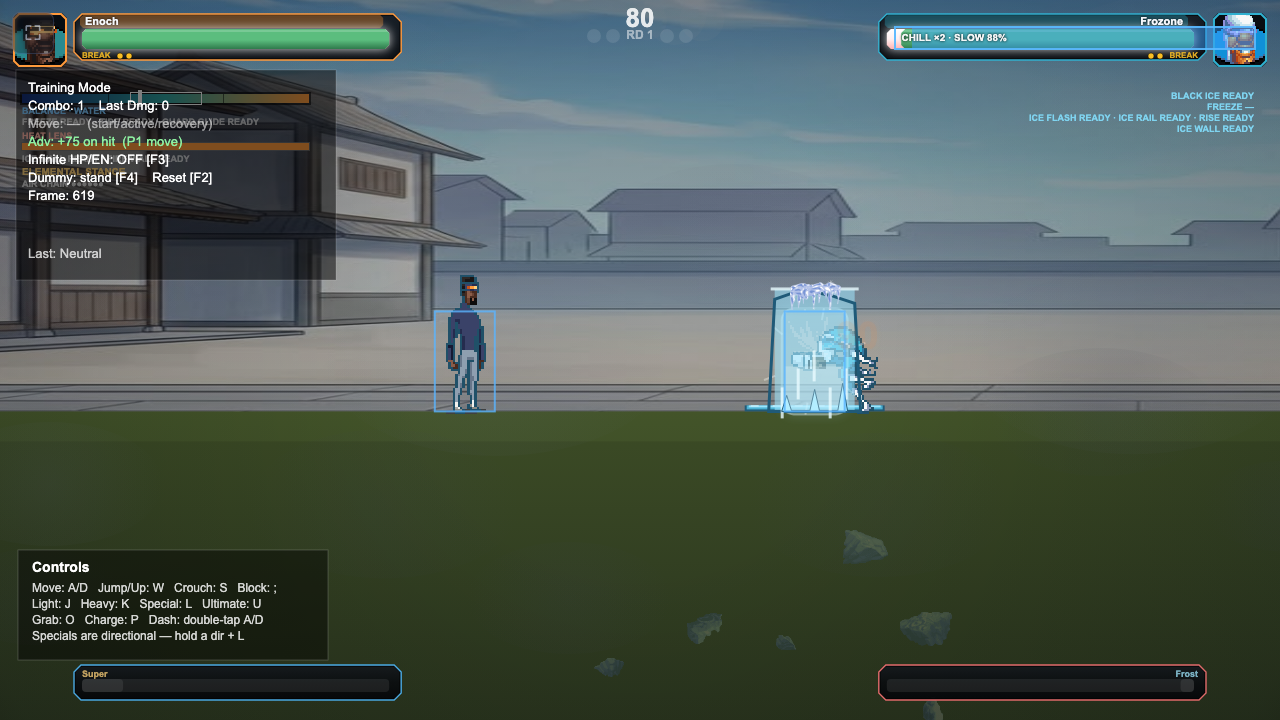 Enoch
BREAK
80
RD 1
Frozone
CHILL ×2 · SLOW 88%
BREAK
Training Mode
Combo: 1 Last Dmg: 0
Move: — (start/active/recovery)
Adv: +75 on hit (P1 move)
Infinite HP/EN: OFF [F3]
Dummy: stand [F4] Reset [F2]
Frame: 619
Last: Neutral
BLACK ICE READY
FREEZE —
ICE FLASH READY · ICE RAIL READY · RISE READY
ICE WALL READY
Controls
Move: A/D Jump/Up: W Crouch: S Block: ;
Light: J Heavy: K Special: L Ultimate: U
Grab: O Charge: P Dash: double-tap A/D
Specials are directional — hold a dir + L
Super
Frost